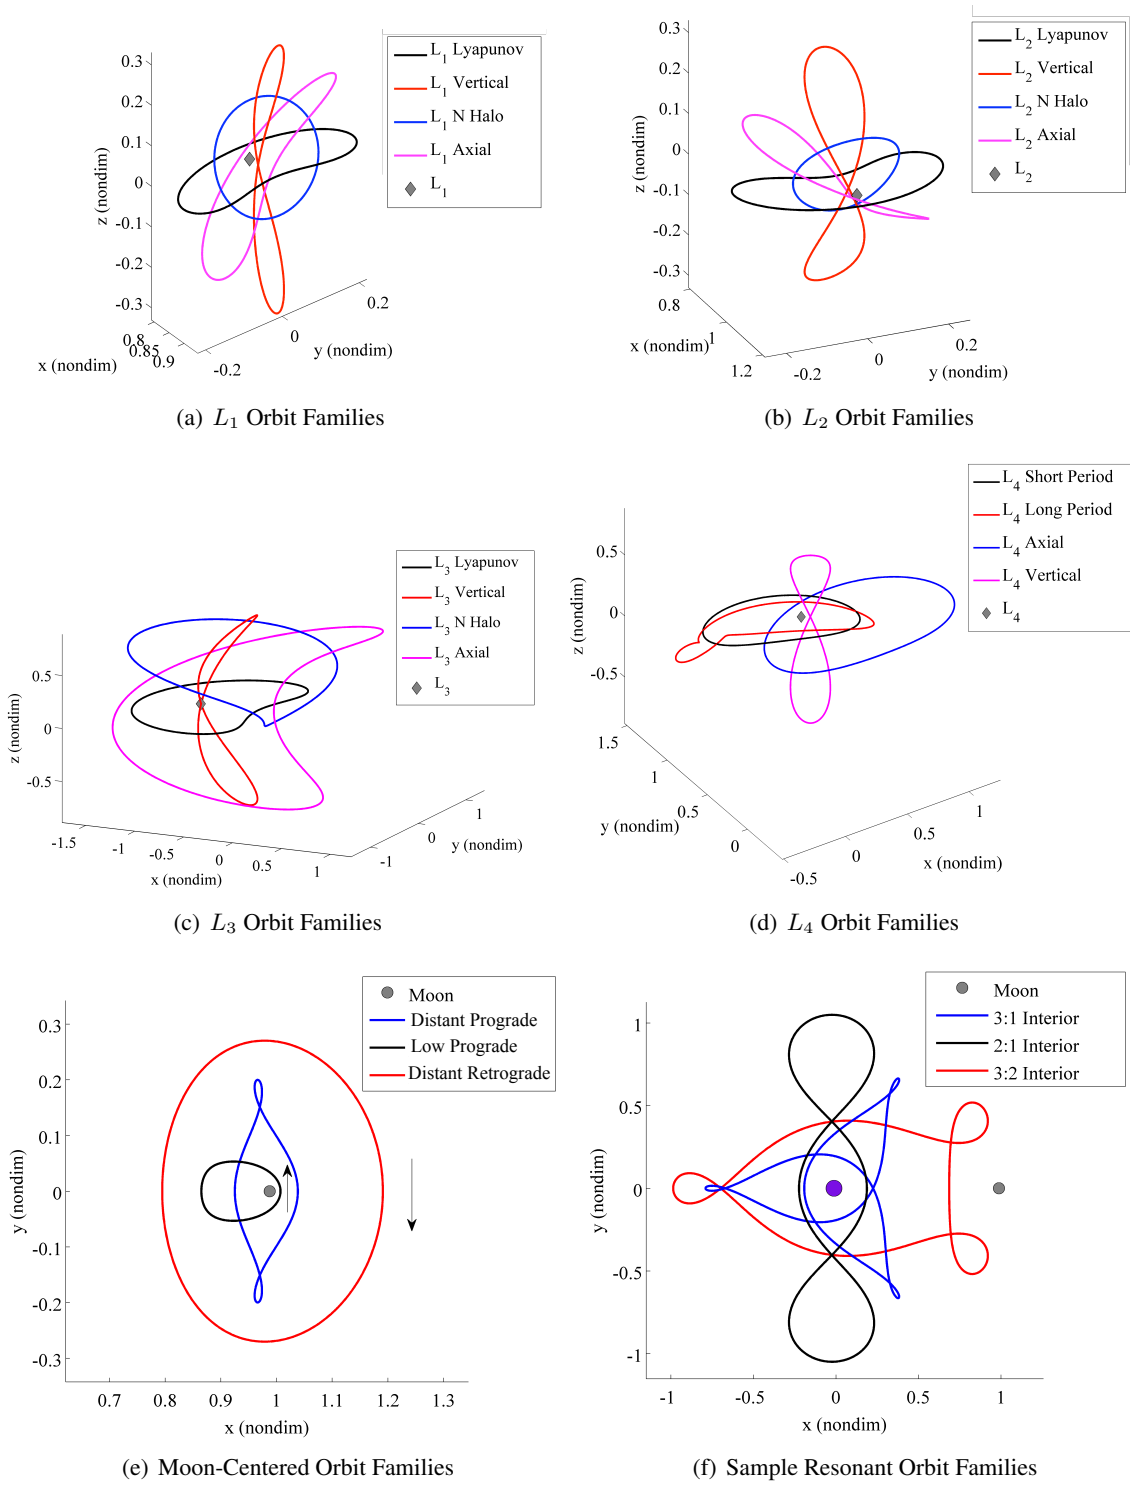 L1 Lyapunov
L1 Vertical
L1 N Halo
L1 Axial
L1
z (nondim)
0.3
0.2
0.1
0
-0.1
-0.2
-0.3
0.8
0.85
0.9
x (nondim)
-0.2
0
0.2
y (nondim)
(a) L1 Orbit Families
L2 Lyapunov
L2 Vertical
L2 N Halo
L2 Axial
L2
z (nondim)
0.3
0.2
0.1
0
-0.1
-0.2
-0.3
0.8
1
1.2
x (nondim)
-0.2
0
0.2
y (nondim)
(b) L2 Orbit Families
L3 Lyapunov
L3 Vertical
L3 N Halo
L3 Axial
L3
z (nondim)
0.5
0
-0.5
-1.5
-1
-0.5
0
0.5
1
x (nondim)
-1
0
1
y (nondim)
(c) L3 Orbit Families
L4 Short Period
L4 Long Period
L4 Axial
L4 Vertical
L4
z (nondim)
0.5
0
-0.5
1.5
1
0.5
0
y (nondim)
-0.5
0
0.5
1
x (nondim)
(d) L4 Orbit Families
Moon
Distant Prograde
Low Prograde
Distant Retrograde
y (nondim)
0.3
0.2
0.1
0
-0.1
-0.2
-0.3
0.7 0.8 0.9 1 1.1 1.2 1.3
x (nondim)
(e) Moon-Centered Orbit Families
Moon
3:1 Interior
2:1 Interior
3:2 Interior
y (nondim)
1
0.5
0
-0.5
-1
-1 -0.5 0 0.5 1
x (nondim)
(f) Sample Resonant Orbit Families